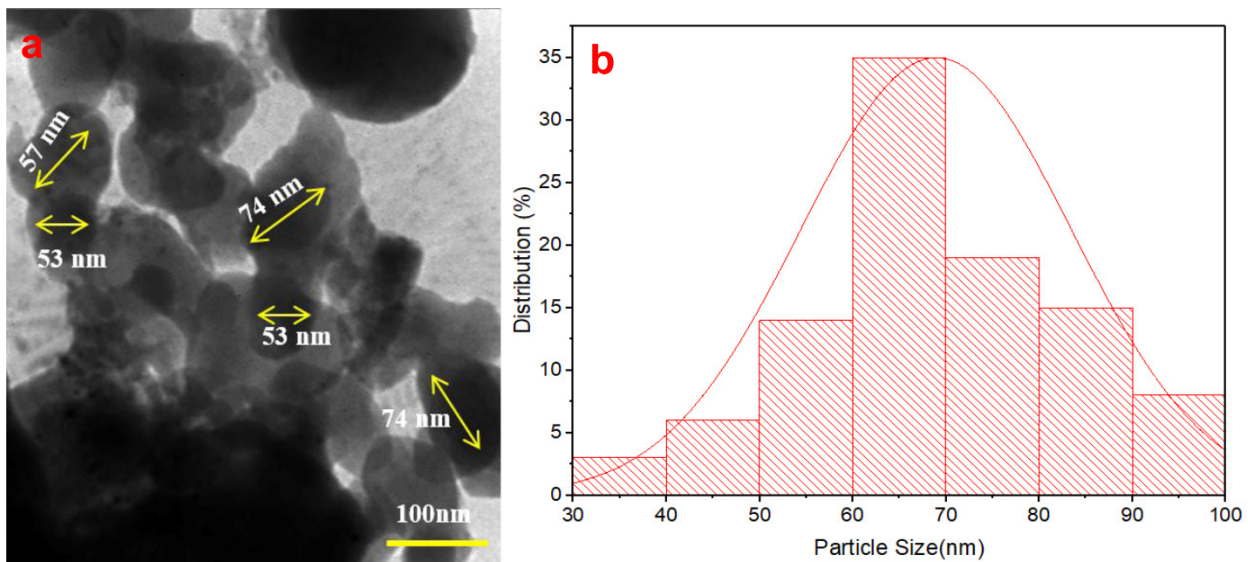 a
57 nm
53 nm
74 nm
53 nm
74 nm
100nm
b
Distribution (%)
35
30
25
20
15
10
5
0
30 40 50 60 70 80 90 100
Particle Size(nm)